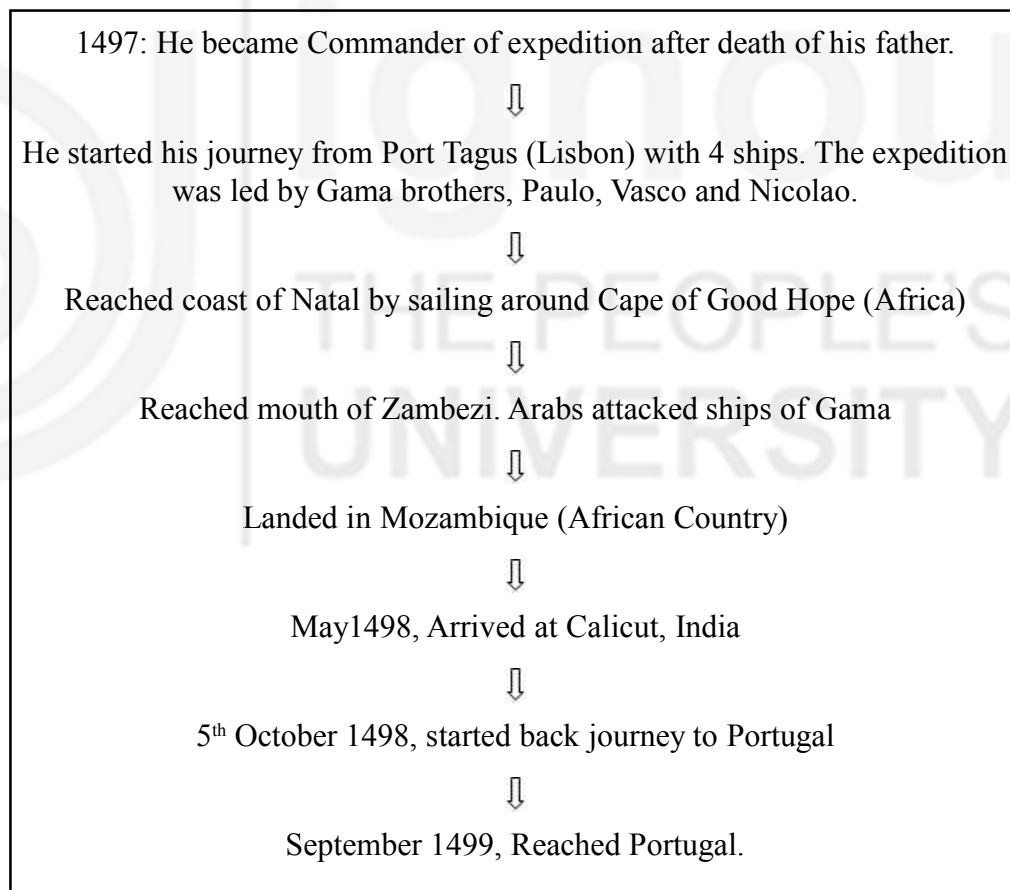 1497: He became Commander of expedition after death of his father.
⇩
He started his journey from Port Tagus (Lisbon) with 4 ships. The expedition
was led by Gama brothers, Paulo, Vasco and Nicolao.
⇩
Reached coast of Natal by sailing around Cape of Good Hope (Africa)
⇩
Reached mouth of Zambezi. Arabs attacked ships of Gama
⇩
Landed in Mozambique (African Country)
⇩
May1498, Arrived at Calicut, India
⇩
5th October 1498, started back journey to Portugal
⇩
September 1499, Reached Portugal.
ignou
THE PEOPLE'S
UNIVERSITY